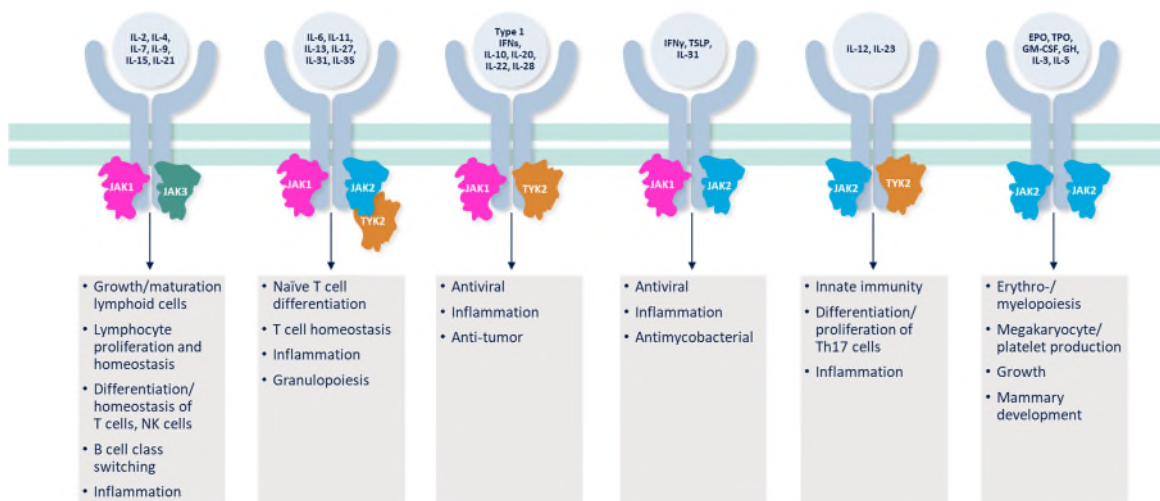 IL-2, IL-4,
IL-7, IL-9,
IL-15, IL-21
JAK1
JAK3
• Growth/maturation
lymphoid cells
• Lymphocyte
proliferation and
homeostasis
• Differentiation/
homeostasis of
T cells, NK cells
• B cell class
switching
• Inflammation
IL-6, IL-11,
IL-13, IL-27,
IL-31, IL-35
JAK1
JAK2
TYK2
• Naïve T cell
differentiation
• T cell homeostasis
• Inflammation
• Granulopoiesis
Type 1
IFNs,
IL-10, IL-20,
IL-22, IL-28
JAK1
TYK2
• Antiviral
• Inflammation
• Anti-tumor
IFNγ, TSLP,
IL-31
JAK1
JAK2
• Antiviral
• Inflammation
• Antimycobacterial
IL-12, IL-23
JAK2
TYK2
• Innate immunity
• Differentiation/
proliferation of
Th17 cells
• Inflammation
EPO, TPO,
GM-CSF, GH,
IL-3, IL-5
JAK2
JAK2
• Erythro-/
myelopoiesis
• Megakaryocyte/
platelet production
• Growth
• Mammary
development